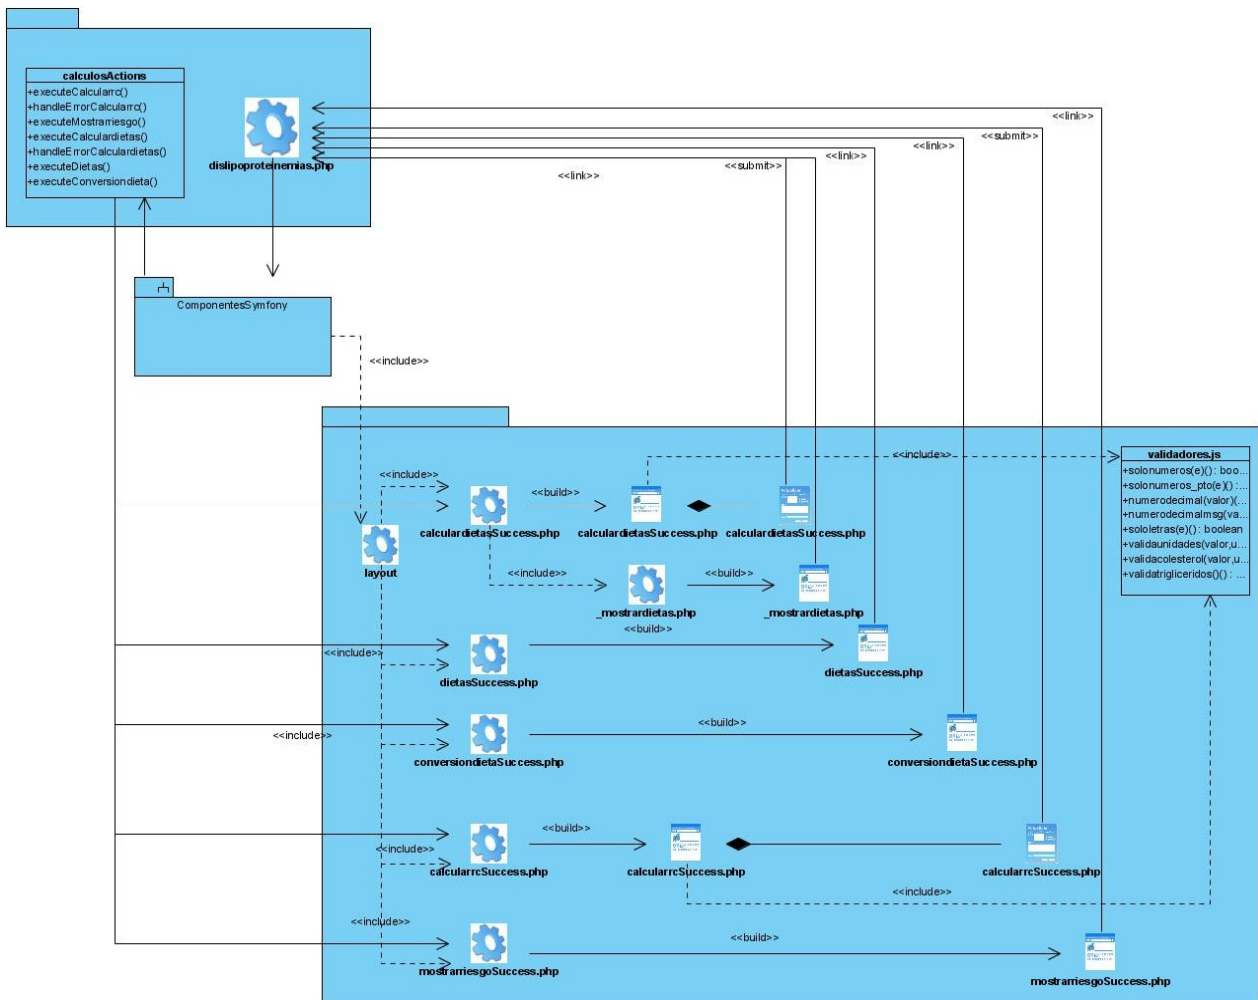 calculosActions
+executeCalcularrc()
+handleErrorCalcularrc()
+executeMostrarriesgo()
+executeCalculardietas()
+handleErrorCalculardietas()
+executeDietas()
+executeConversiondieta()
dislipoproteinemias.php
<<link>>
<<submit>>
<<link>>
<<link>>
<<submit>>
<<link>>
ComponentesSymfony
<<include>>
validadores.js
+solonumeros(e)() : boo...
+solonumeros_pto(e)() :...
+numerodecimal(valor)(...
+numerodecimalmsg(va...
+sololetras(e)() : boolean
+validaunidades(valor,u...
+validacolesterol(valor,u...
+validatrigliceridos()() : ...
<<include>>
<<include>>
<<build>>
calculardietasSuccess.php
calculardietasSuccess.php
calculardietasSuccess.php
layout
<<include>>
<<build>>
_mostrardietas.php
_mostrardietas.php
<<build>>
<<include>>
dietasSuccess.php
dietasSuccess.php
<<build>>
<<include>>
conversiondietaSuccess.php
conversiondietaSuccess.php
<<build>>
<<include>>
calcularrcSuccess.php
calcularrcSuccess.php
calcularrcSuccess.php
<<include>>
<<include>>
<<build>>
mostrarriesgoSuccess.php
mostrarriesgoSuccess.php